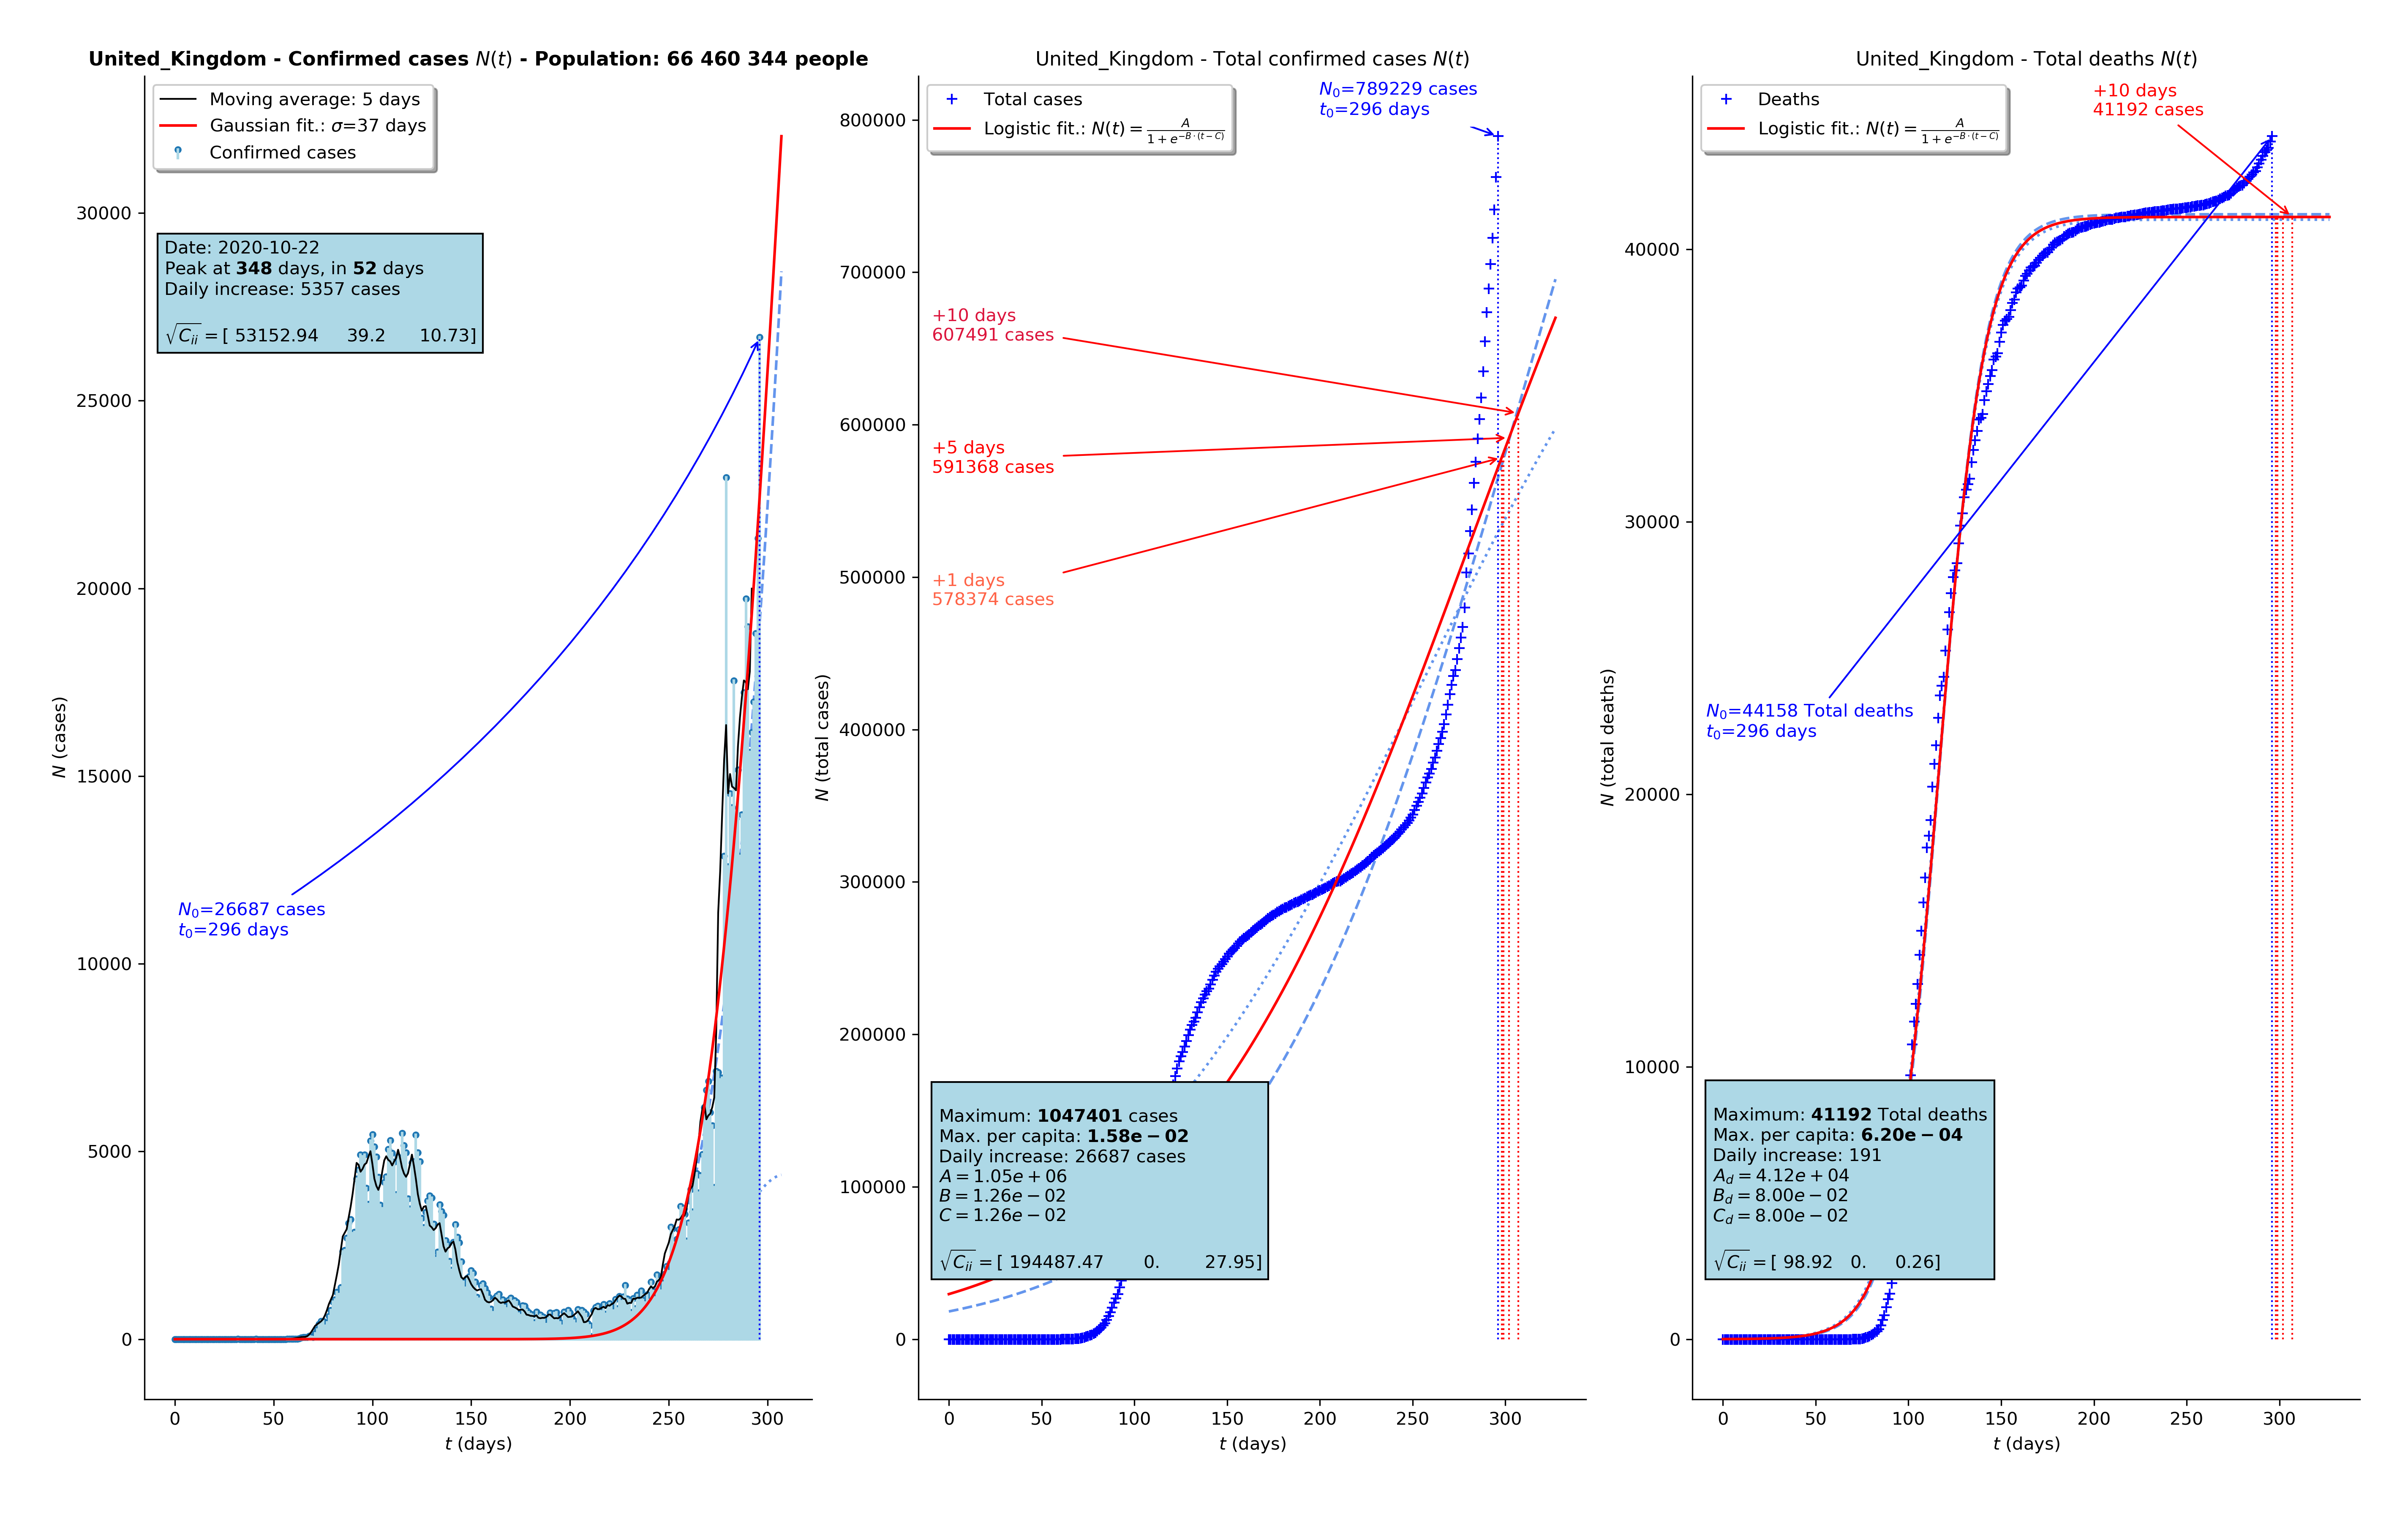 United_Kingdom - Confirmed cases N(t) - Population: 66 460 344 people
Moving average: 5 days
Gaussian fit.: σ=37 days
Confirmed cases
Date: 2020-10-22
Peak at 348 days, in 52 days
Daily increase: 5357 cases
√C_ii = [ 53152.94 39.2 10.73]
N₀=26687 cases
t₀=296 days
N (cases)
30000
25000
20000
15000
10000
5000
0
0 50 100 150 200 250 300
t (days)
United_Kingdom - Total confirmed cases N(t)
Total cases
Logistic fit.: N(t) = A / (1 + e^(−B·(t−C)))
N₀=789229 cases
t₀=296 days
+10 days
607491 cases
+5 days
591368 cases
+1 days
578374 cases
Maximum: 1047401 cases
Max. per capita: 1.58e − 02
Daily increase: 26687 cases
A = 1.05e + 06
B = 1.26e − 02
C = 1.26e − 02
√C_ii = [ 194487.47 0. 27.95]
N (total cases)
800000
700000
600000
500000
400000
300000
200000
100000
0
0 50 100 150 200 250 300
t (days)
United_Kingdom - Total deaths N(t)
Deaths
Logistic fit.: N(t) = A / (1 + e^(−B·(t−C)))
+10 days
41192 cases
N₀=44158 Total deaths
t₀=296 days
Maximum: 41192 Total deaths
Max. per capita: 6.20e − 04
Daily increase: 191
A_d = 4.12e + 04
B_d = 8.00e − 02
C_d = 8.00e − 02
√C_ii = [ 98.92 0. 0.26]
N (total deaths)
40000
30000
20000
10000
0
0 50 100 150 200 250 300
t (days)